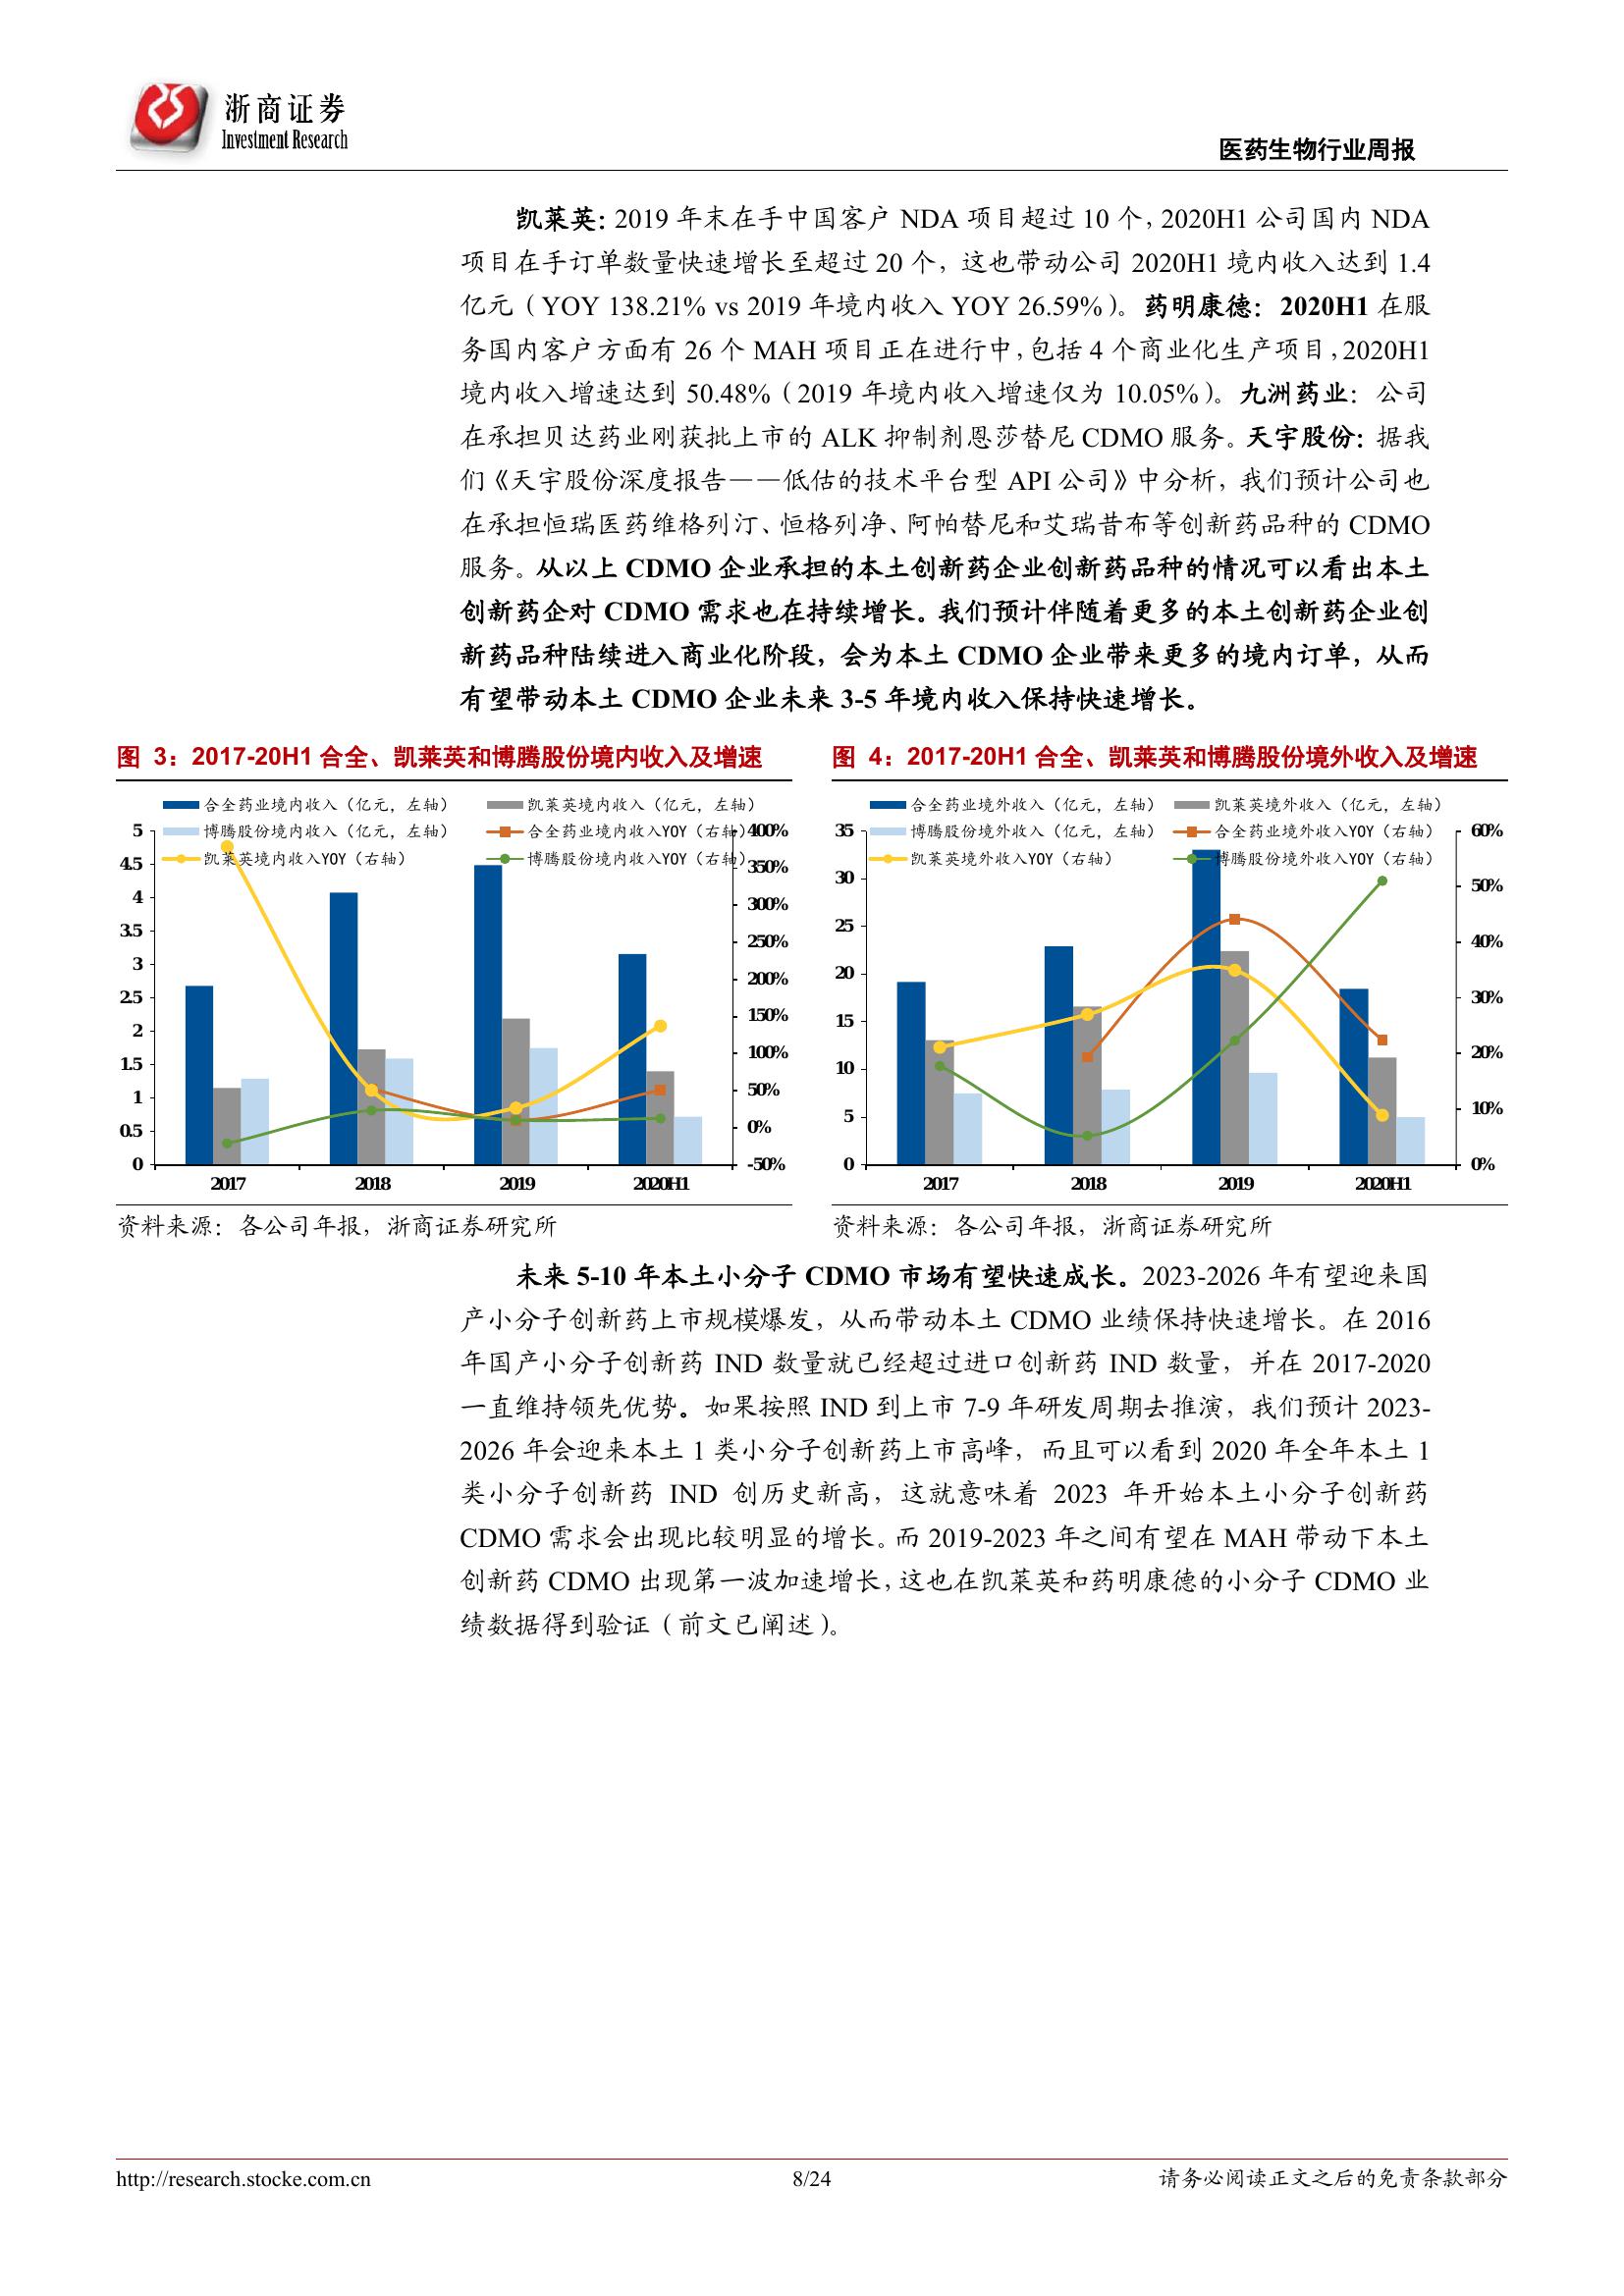 浙商证券
Investment Research
医药生物行业周报
凯莱英：2019 年末在手中国客户 NDA 项目超过 10 个，2020H1 公司国内 NDA
项目在手订单数量快速增长至超过 20 个，这也带动公司 2020H1 境内收入达到 1.4
亿元（YOY 138.21% vs 2019 年境内收入 YOY 26.59%）。药明康德：2020H1 在服
务国内客户方面有 26 个 MAH 项目正在进行中，包括 4 个商业化生产项目，2020H1
境内收入增速达到 50.48%（2019 年境内收入增速仅为 10.05%）。九洲药业：公司
在承担贝达药业刚获批上市的 ALK 抑制剂恩莎替尼 CDMO 服务。天宇股份：据我
们《天宇股份深度报告——低估的技术平台型 API 公司》中分析，我们预计公司也
在承担恒瑞医药维格列汀、恒格列净、阿帕替尼和艾瑞昔布等创新药品种的 CDMO
服务。从以上 CDMO 企业承担的本土创新药企业创新药品种的情况可以看出本土
创新药企对 CDMO 需求也在持续增长。我们预计伴随着更多的本土创新药企业创
新药品种陆续进入商业化阶段，会为本土 CDMO 企业带来更多的境内订单，从而
有望带动本土 CDMO 企业未来 3-5 年境内收入保持快速增长。
图 3：2017-20H1 合全、凯莱英和博腾股份境内收入及增速
合全药业境内收入（亿元，左轴）
凯莱英境内收入（亿元，左轴）
博腾股份境内收入（亿元，左轴）
合全药业境内收入YOY（右轴）
凯莱英境内收入YOY（右轴）
博腾股份境内收入YOY（右轴）
5
4.5
4
3.5
3
2.5
2
1.5
1
0.5
0
400%
350%
300%
250%
200%
150%
100%
50%
0%
-50%
2017
2018
2019
2020H1
资料来源：各公司年报，浙商证券研究所
图 4：2017-20H1 合全、凯莱英和博腾股份境外收入及增速
合全药业境外收入（亿元，左轴）
凯莱英境外收入（亿元，左轴）
博腾股份境外收入（亿元，左轴）
合全药业境外收入YOY（右轴）
凯莱英境外收入YOY（右轴）
博腾股份境外收入YOY（右轴）
35
30
25
20
15
10
5
0
60%
50%
40%
30%
20%
10%
0%
2017
2018
2019
2020H1
资料来源：各公司年报，浙商证券研究所
未来 5-10 年本土小分子 CDMO 市场有望快速成长。2023-2026 年有望迎来国
产小分子创新药上市规模爆发，从而带动本土 CDMO 业绩保持快速增长。在 2016
年国产小分子创新药 IND 数量就已经超过进口创新药 IND 数量，并在 2017-2020
一直维持领先优势。如果按照 IND 到上市 7-9 年研发周期去推演，我们预计 2023-
2026 年会迎来本土 1 类小分子创新药上市高峰，而且可以看到 2020 年全年本土 1
类小分子创新药 IND 创历史新高，这就意味着 2023 年开始本土小分子创新药
CDMO 需求会出现比较明显的增长。而 2019-2023 年之间有望在 MAH 带动下本土
创新药 CDMO 出现第一波加速增长，这也在凯莱英和药明康德的小分子 CDMO 业
绩数据得到验证（前文已阐述）。
http://research.stocke.com.cn
8/24
请务必阅读正文之后的免责条款部分